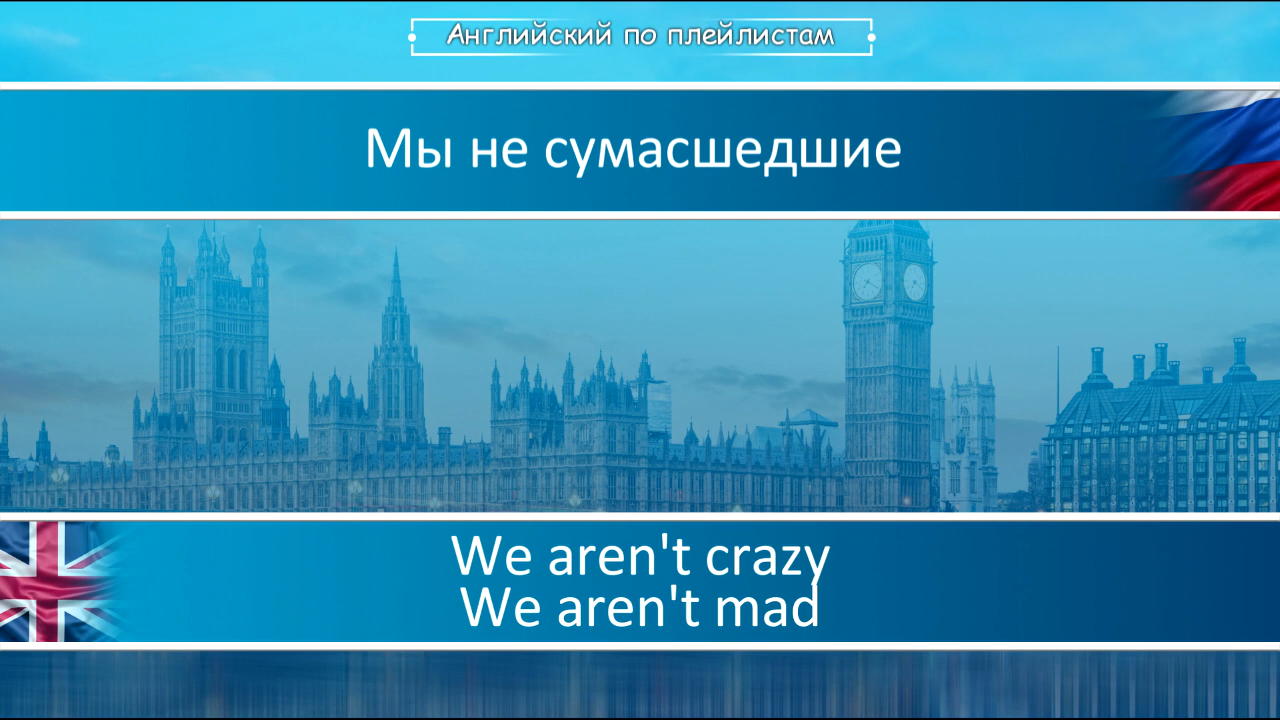 Английский по плейлистам
Мы не сумасшедшие
We aren't crazy
We aren't mad